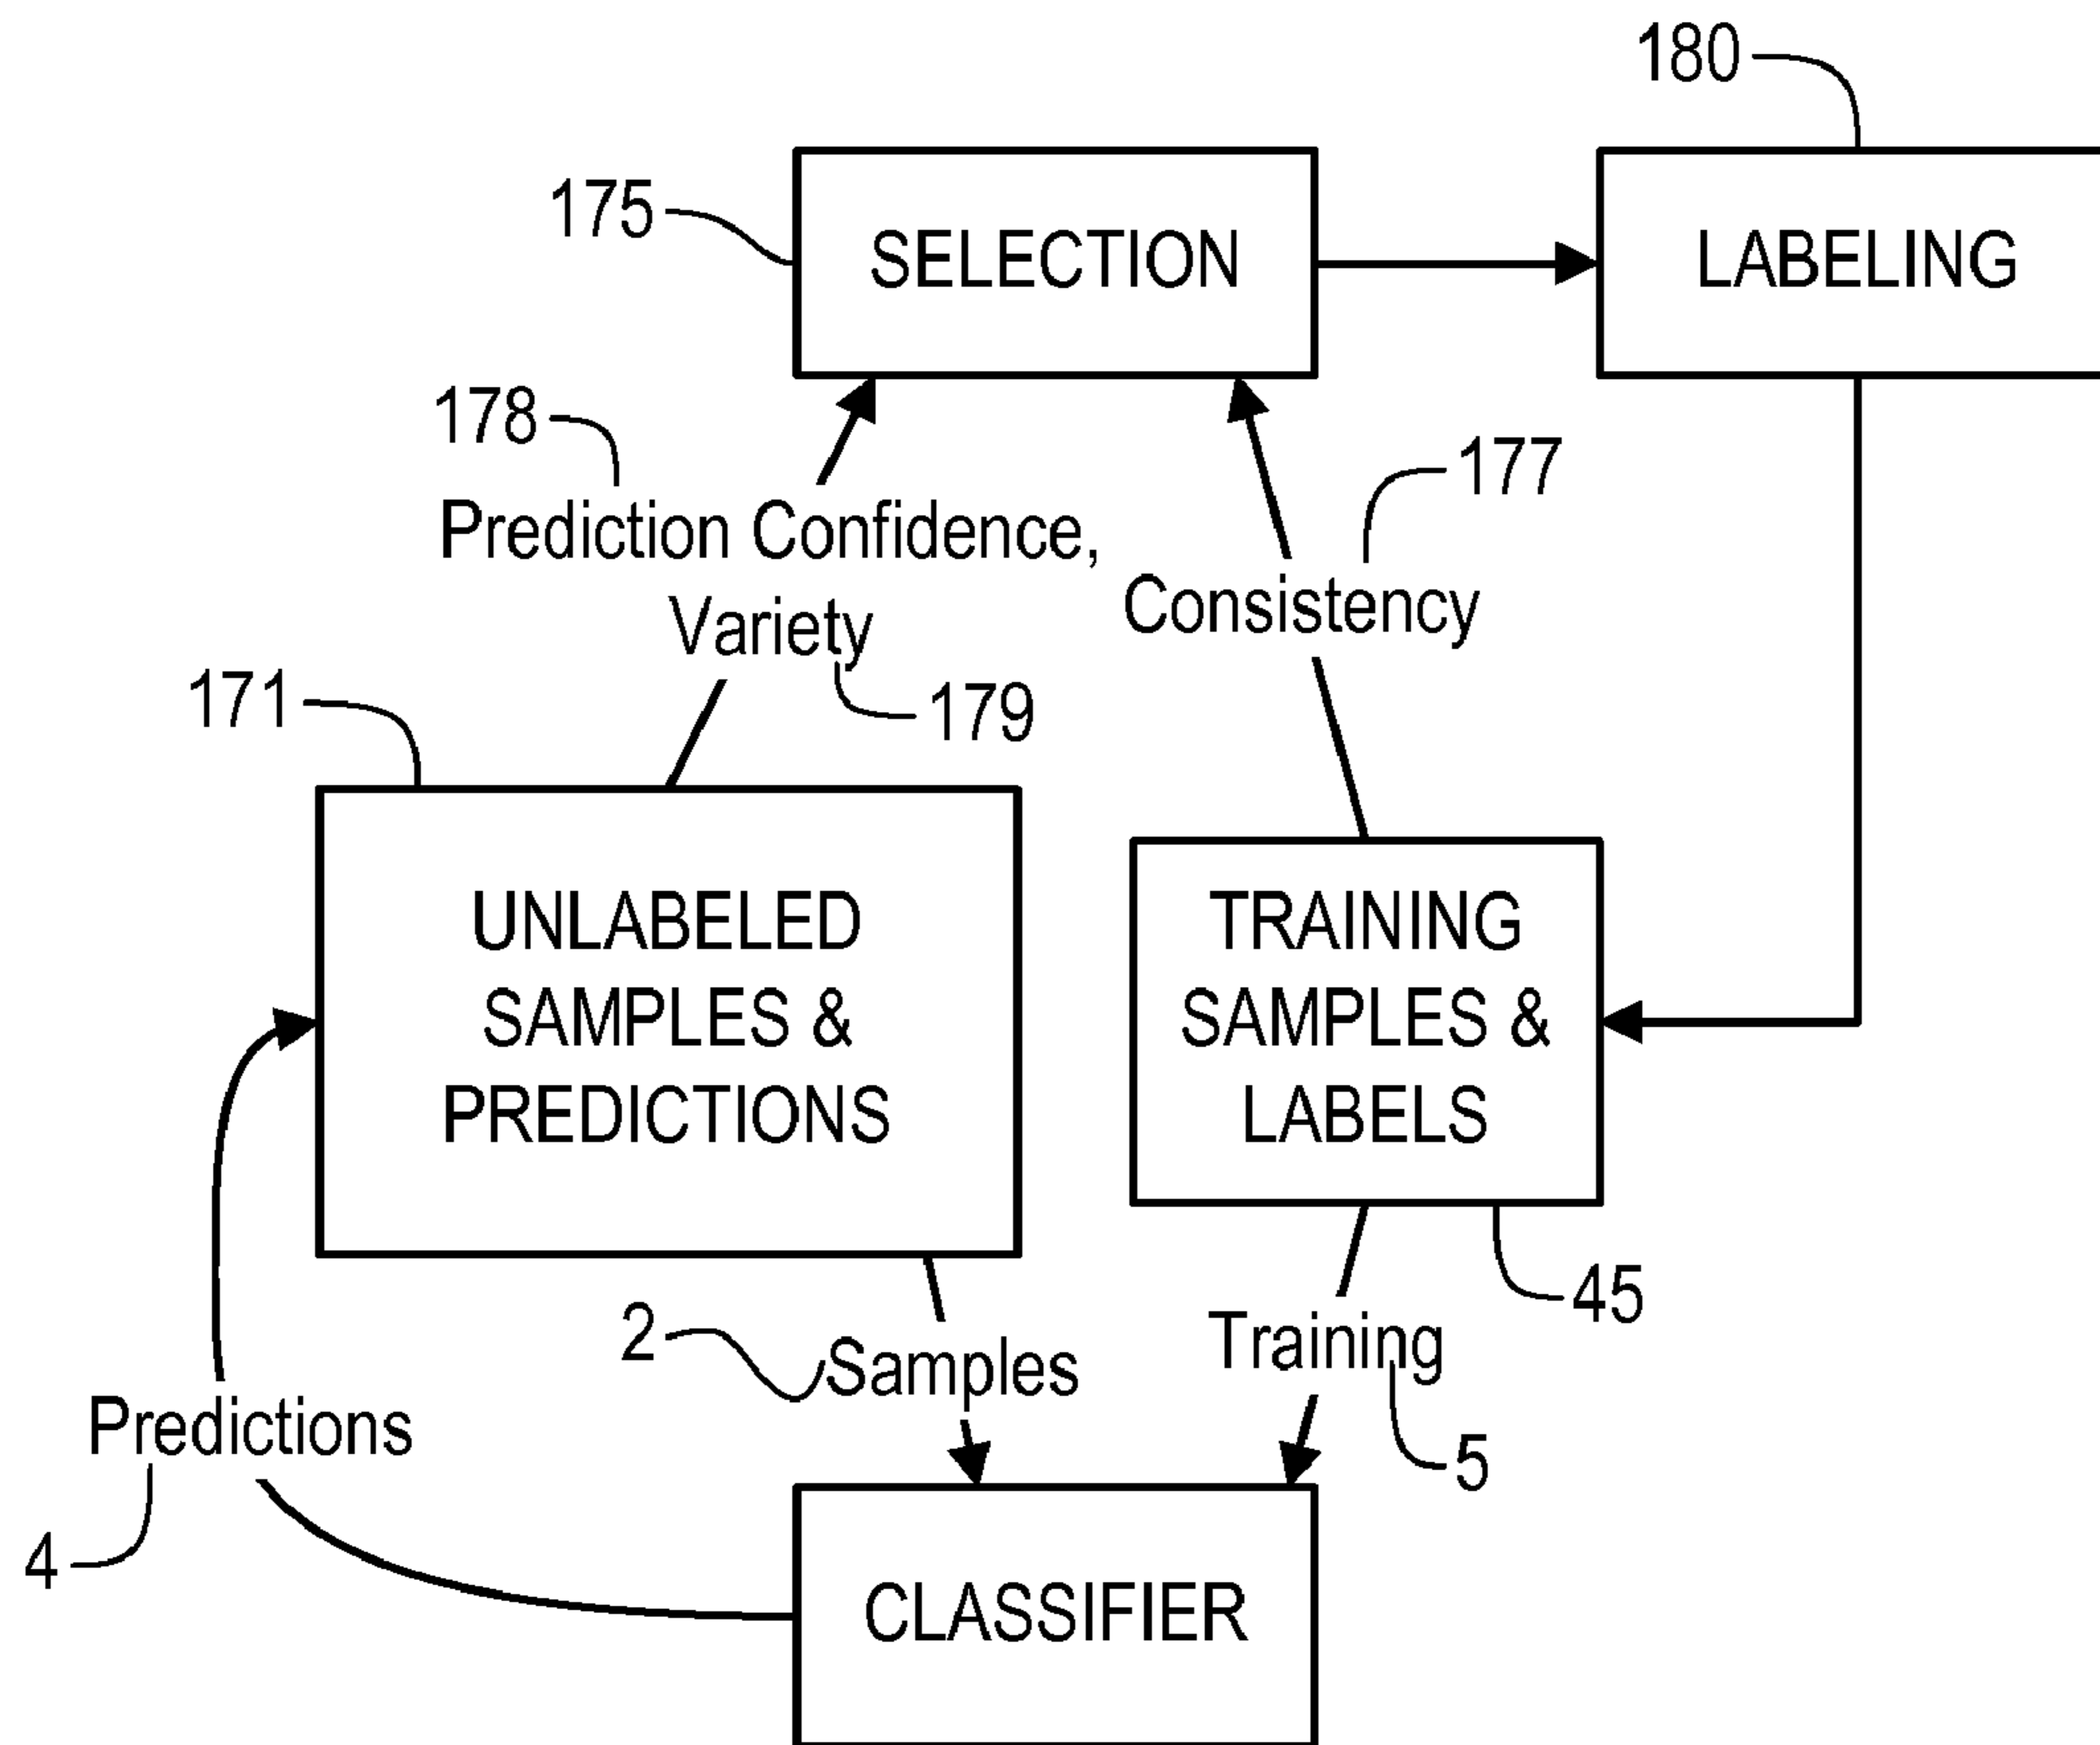 180
175
SELECTION
LABELING
178
177
Prediction Confidence,
Variety
Consistency
171
179
UNLABELED
SAMPLES &
PREDICTIONS
TRAINING
SAMPLES &
LABELS
45
2
Samples
Training
Predictions
5
4
CLASSIFIER